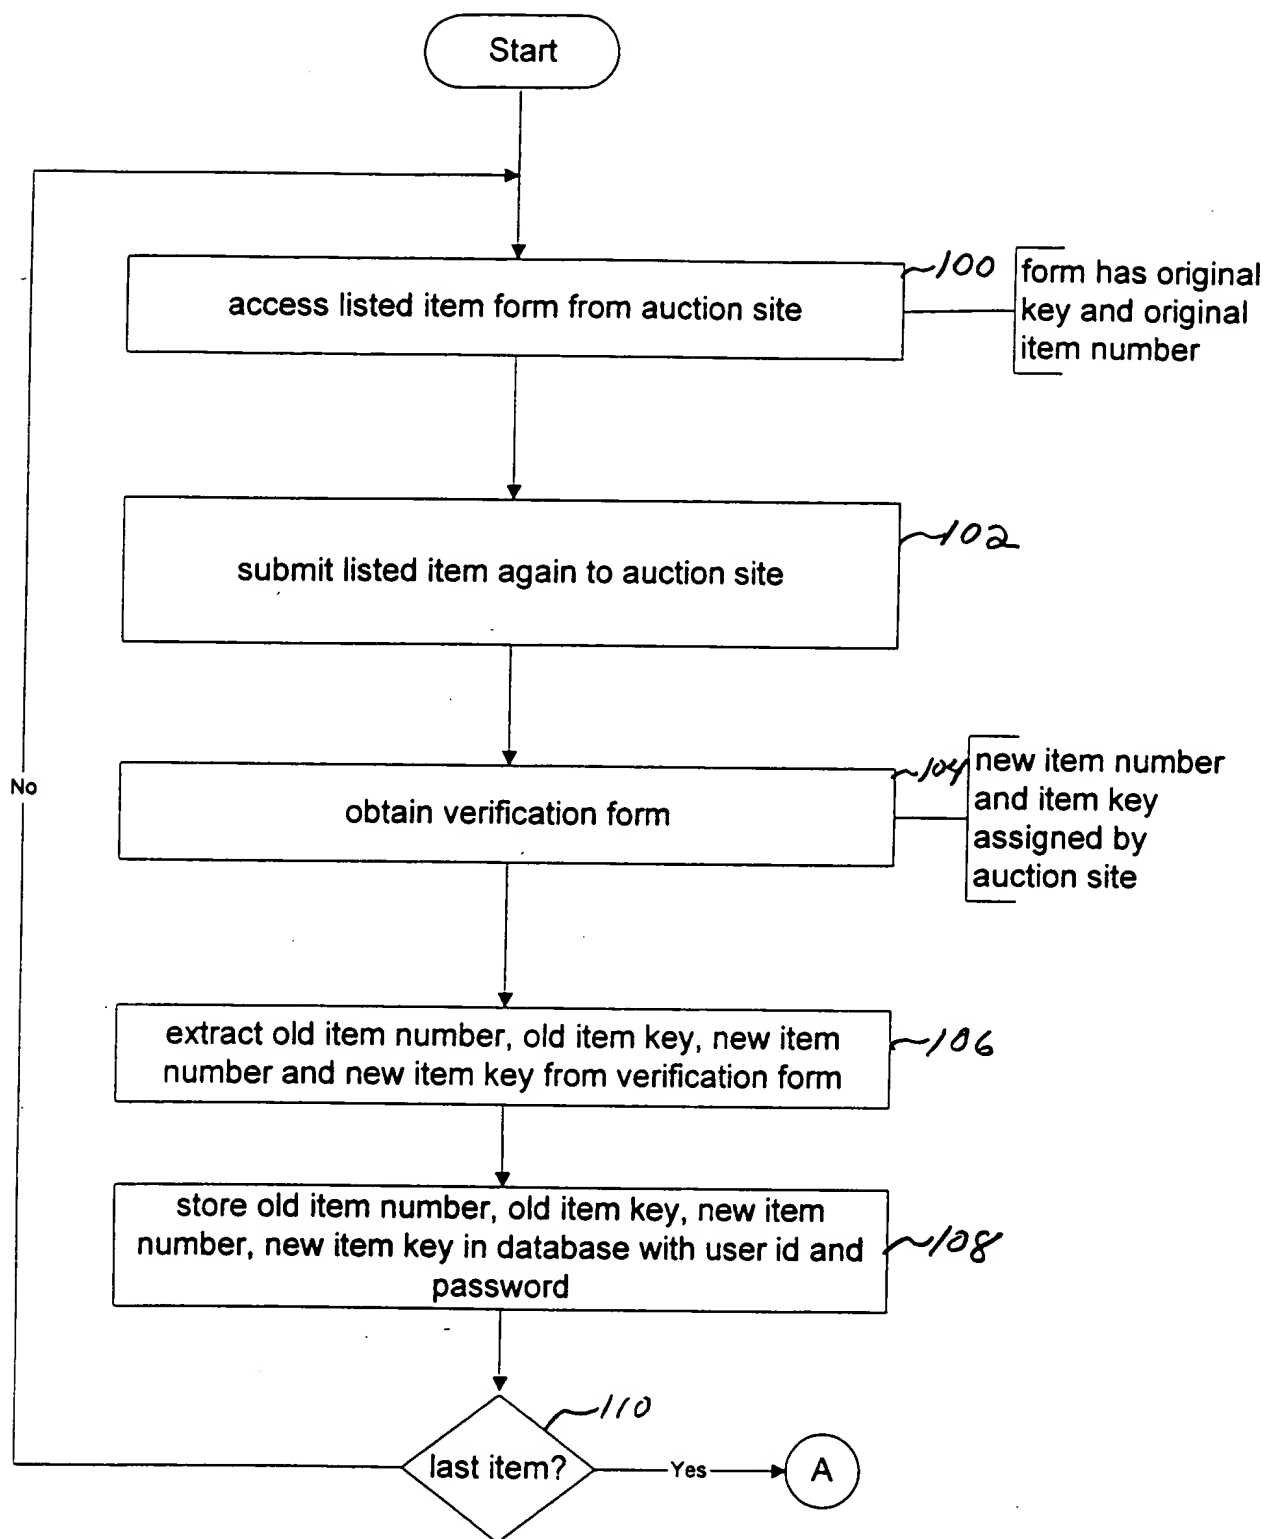 Start
access listed item form from auction site
100
form has original
key and original
item number
submit listed item again to auction site
102
obtain verification form
104
new item number
and item key
assigned by
auction site
No
extract old item number, old item key, new item
number and new item key from verification form
106
store old item number, old item key, new item
number, new item key in database with user id and
password
108
last item?
110
Yes
A